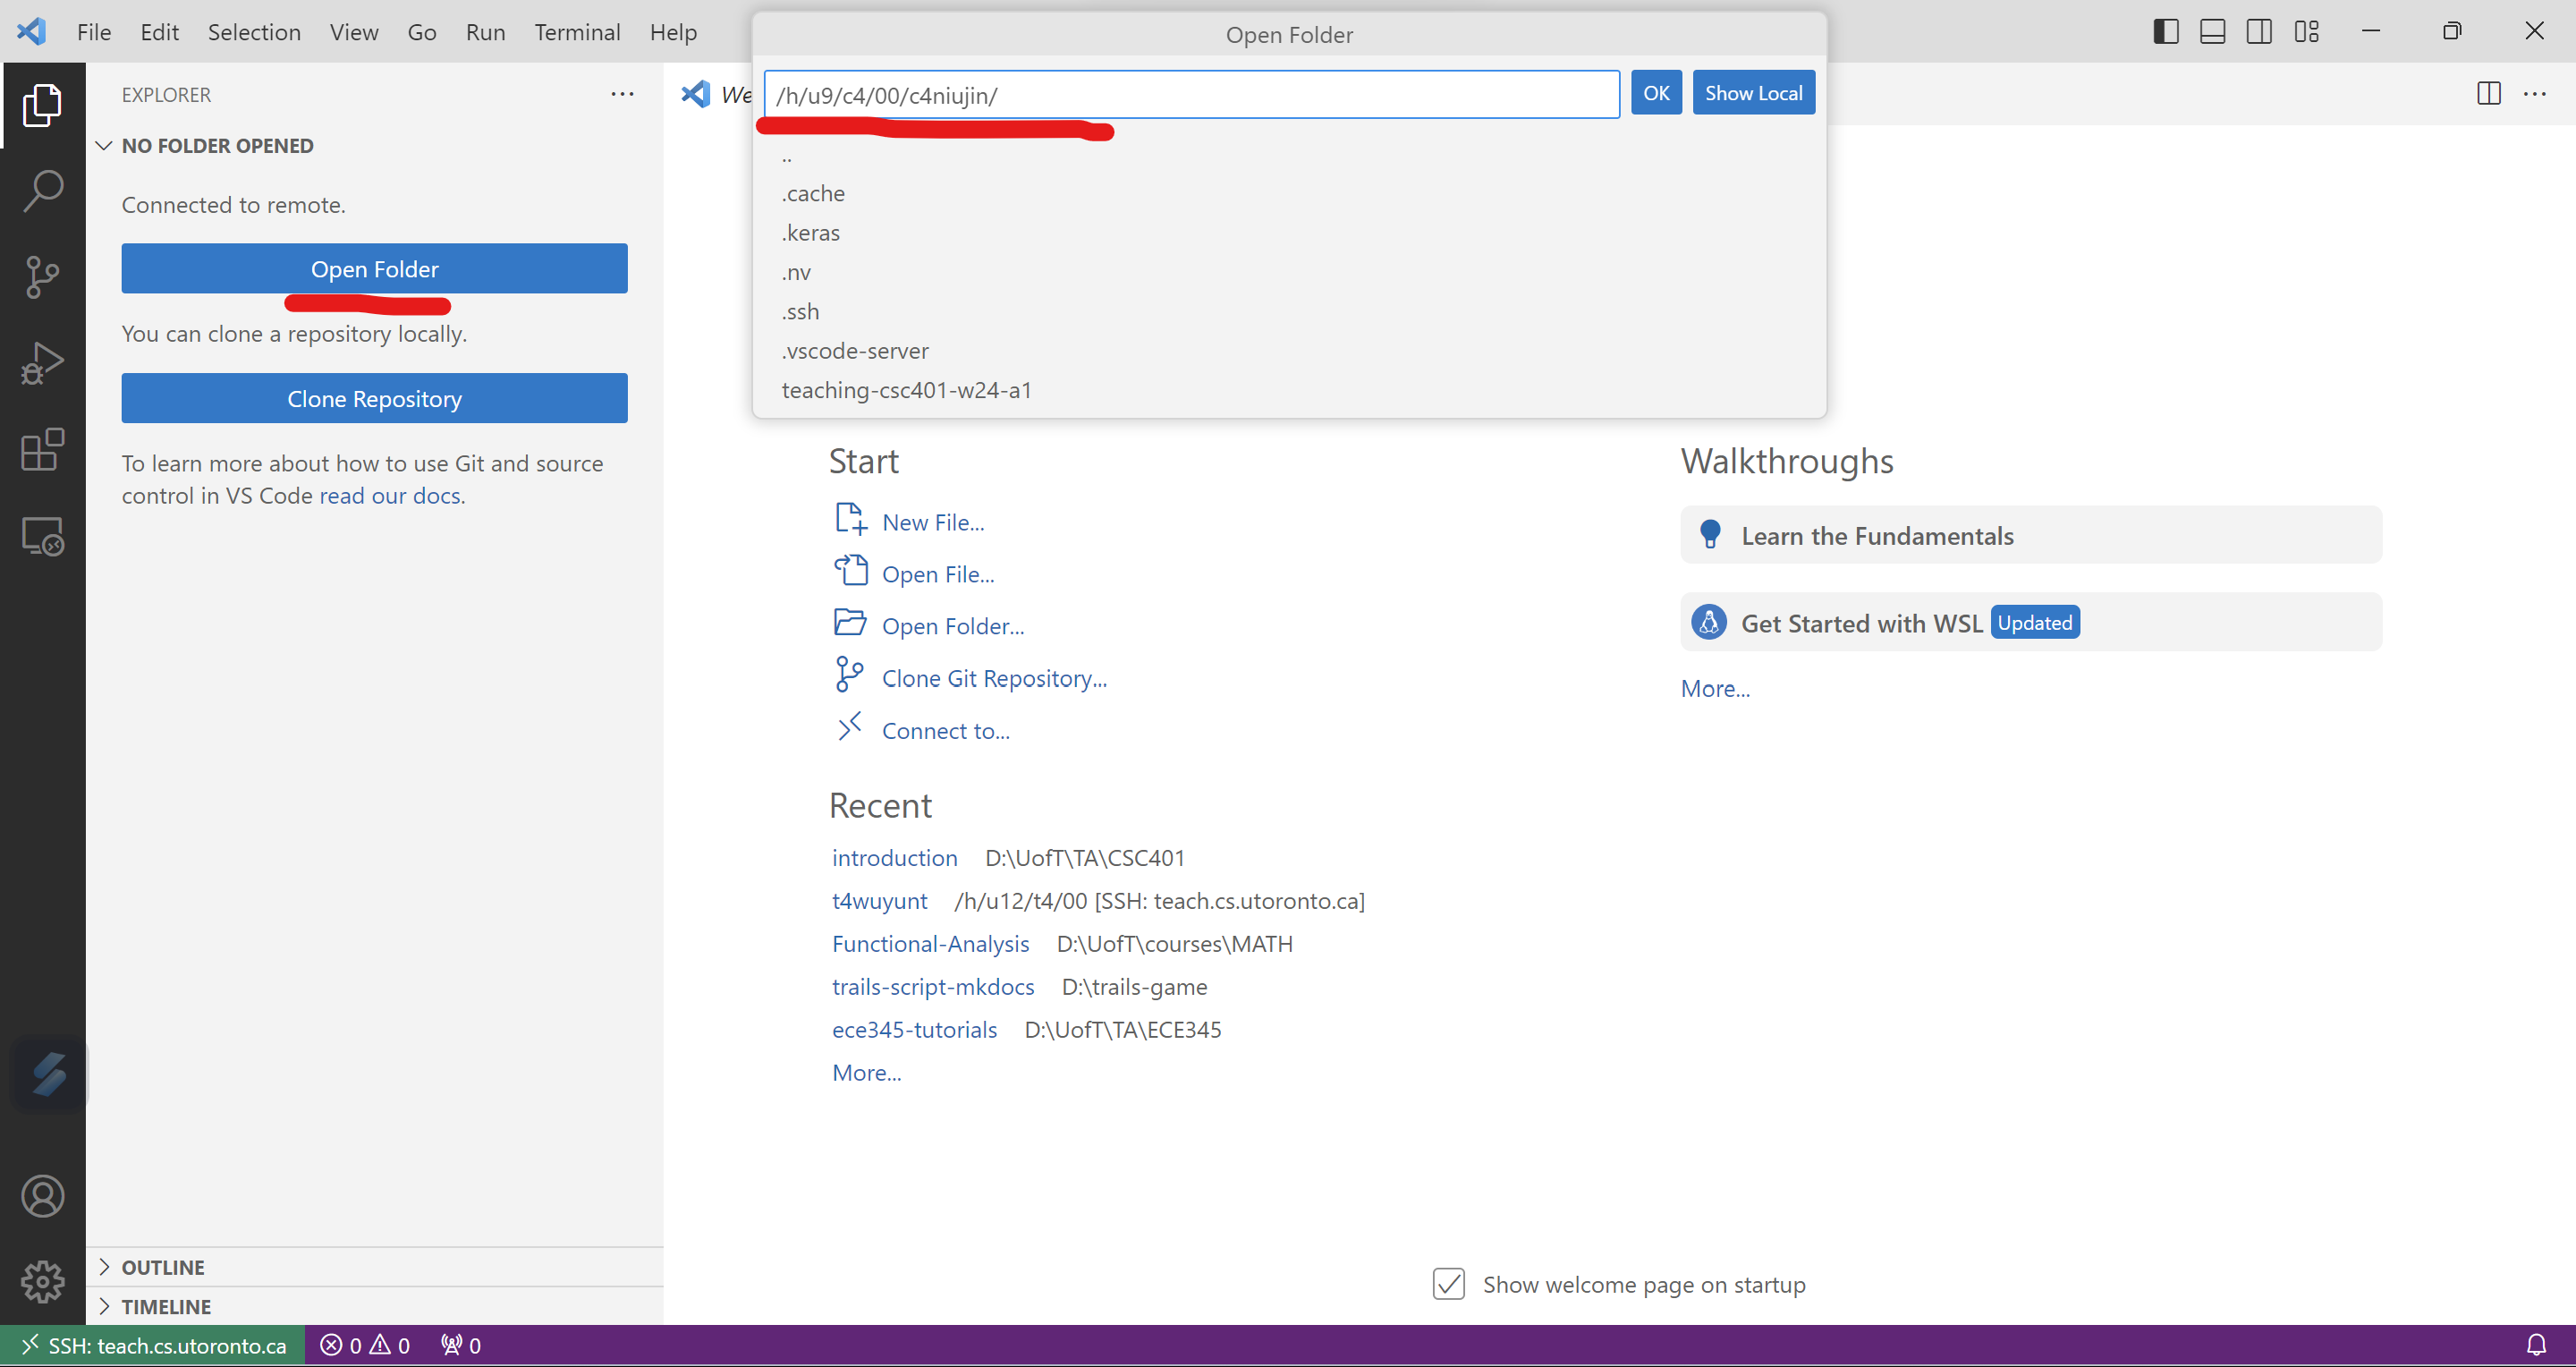 File Edit Selection View Go Run Terminal Help
Open Folder
EXPLORER
/h/u9/c4/00/c4niujin/ OK Show Local
NO FOLDER OPENED
..
.cache
.keras
.nv
.ssh
.vscode-server
teaching-csc401-w24-a1
Connected to remote.
Open Folder
You can clone a repository locally.
Clone Repository
To learn more about how to use Git and source
control in VS Code read our docs.
OUTLINE
TIMELINE
We
Start
New File...
Open File...
Open Folder...
Clone Git Repository...
Connect to...
Recent
introduction D:\UofT\TA\CSC401
t4wuyunt /h/u12/t4/00 [SSH: teach.cs.utoronto.ca]
Functional-Analysis D:\UofT\courses\MATH
trails-script-mkdocs D:\trails-game
ece345-tutorials D:\UofT\TA\ECE345
More...
Walkthroughs
Learn the Fundamentals
Get Started with WSL Updated
More...
Show welcome page on startup
SSH: teach.cs.utoronto.ca 0 0 0